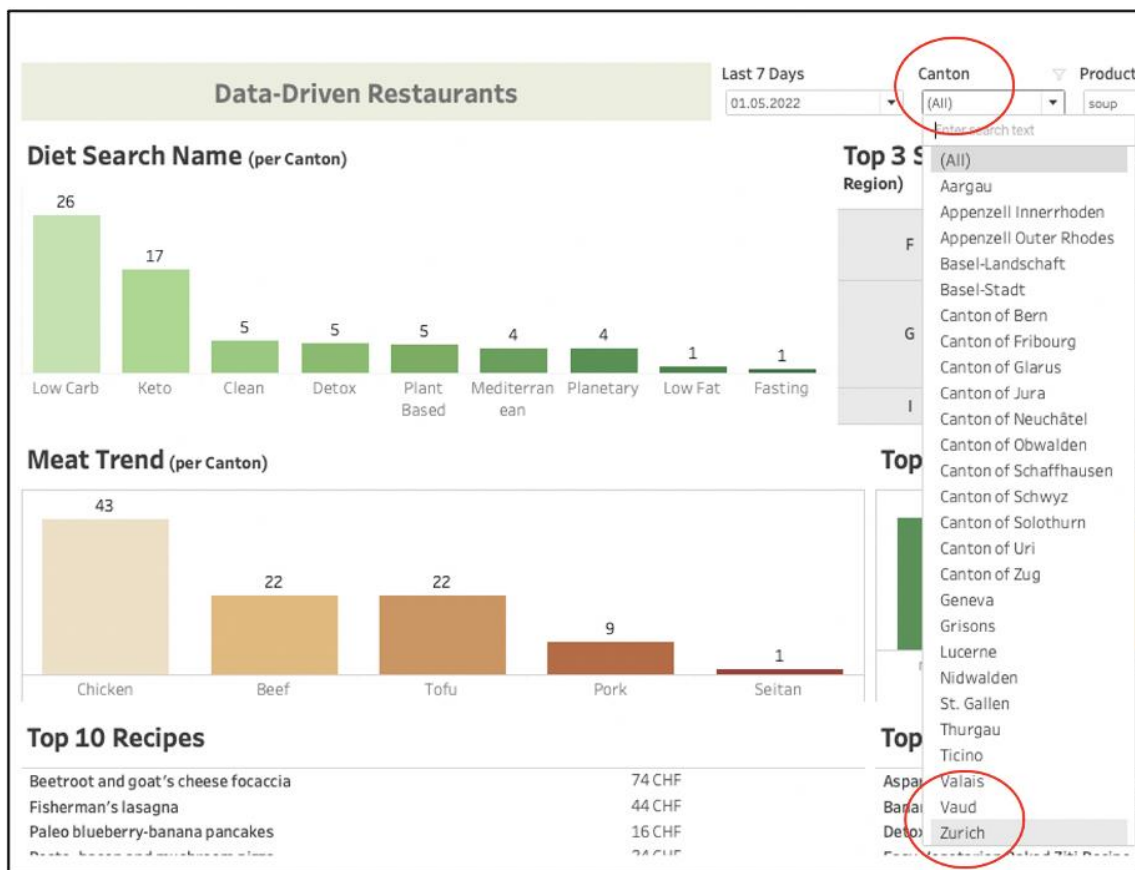 Data-Driven Restaurants
Last 7 Days
01.05.2022
Canton
(All)
Product
soup
Enter search text
(All)
Aargau
Appenzell Innerrhoden
Appenzell Outer Rhodes
Basel-Landschaft
Basel-Stadt
Canton of Bern
Canton of Fribourg
Canton of Glarus
Canton of Jura
Canton of Neuchâtel
Canton of Obwalden
Canton of Schaffhausen
Canton of Schwyz
Canton of Solothurn
Canton of Uri
Canton of Zug
Geneva
Grisons
Lucerne
Nidwalden
St. Gallen
Thurgau
Ticino
Valais
Vaud
Zurich
Diet Search Name (per Canton)
26
17
5
5
5
4
4
1
1
Low Carb
Keto
Clean
Detox
Plant
Based
Mediterran
ean
Planetary
Low Fat
Fasting
Top 3 S
Region)
F
G
I
Meat Trend (per Canton)
43
22
22
9
1
Chicken
Beef
Tofu
Pork
Seitan
Top
Top 10 Recipes
Beetroot and goat's cheese focaccia 74 CHF
Fisherman's lasagna 44 CHF
Paleo blueberry-banana pancakes 16 CHF
Top
Aspa
Bana
Detox